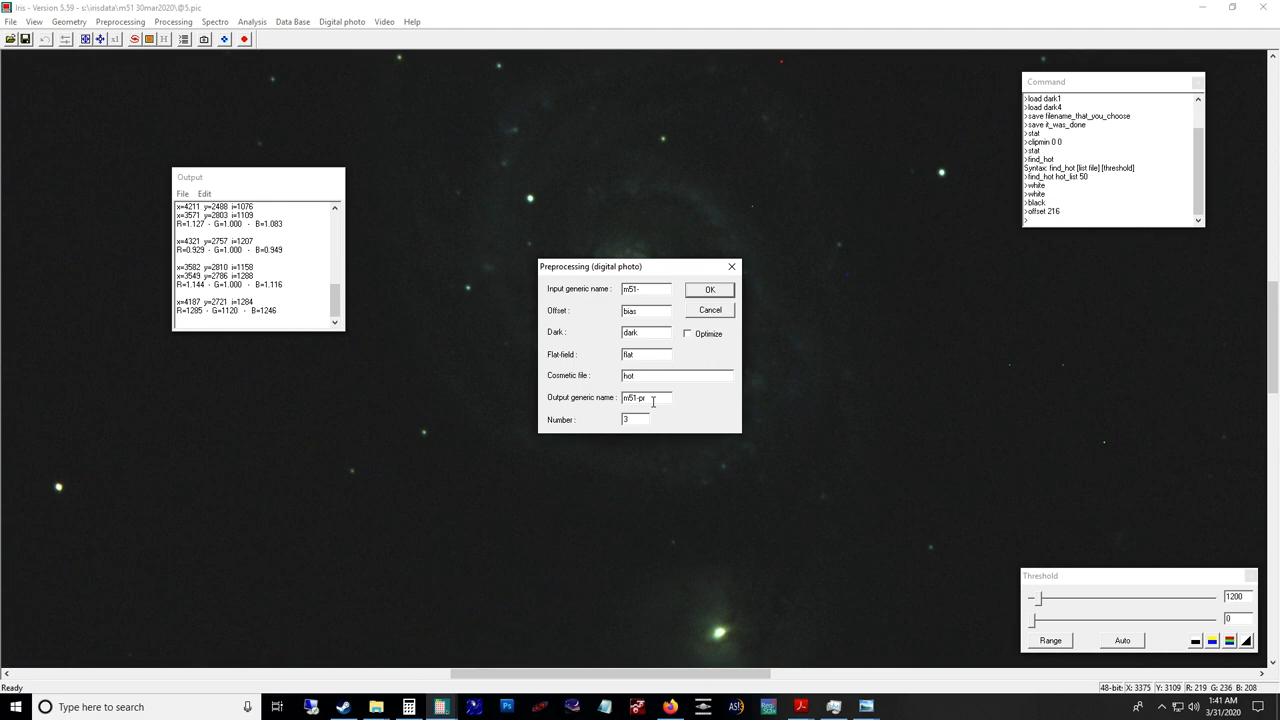 Iris - Version 5.59 - s:\irisdata\m51 30mar2020\@5.pic
File View Geometry Preprocessing Processing Spectro Analysis Data Base Digital photo Video Help
x1
H
Command
>load dark1
>load dark4
>save filename_that_you_choose
>save it_was_done
>stat
>clipmin 0 0
>stat
>find_hot
Syntax: find_hot [list file] [threshold]
>find_hot hot_list 50
>white
>white
>black
>offset 216
>
Output
File Edit
x=4211 y=2488 i=1076
x=3571 y=2803 i=1109
R=1.127 - G=1.000 - B=1.083
x=4321 y=2757 i=1207
R=0.929 - G=1.000 - B=0.949
x=3582 y=2810 i=1158
x=3549 y=2786 i=1288
R=1.144 - G=1.000 - B=1.116
x=4187 y=2721 i=1284
R=1285 - G=1120 - B=1246
Preprocessing (digital photo)
Input generic name : m51- OK
Offset : bias Cancel
Dark : dark Optimize
Flat-field : flat
Cosmetic file : hot
Output generic name : m51-pr
Number : 3
Threshold
1200
0
Range Auto
Ready
48-bit: X: 3375 Y: 3109 R: 219 G: 236 B: 208
Type here to search
1:41 AM
3/31/2020